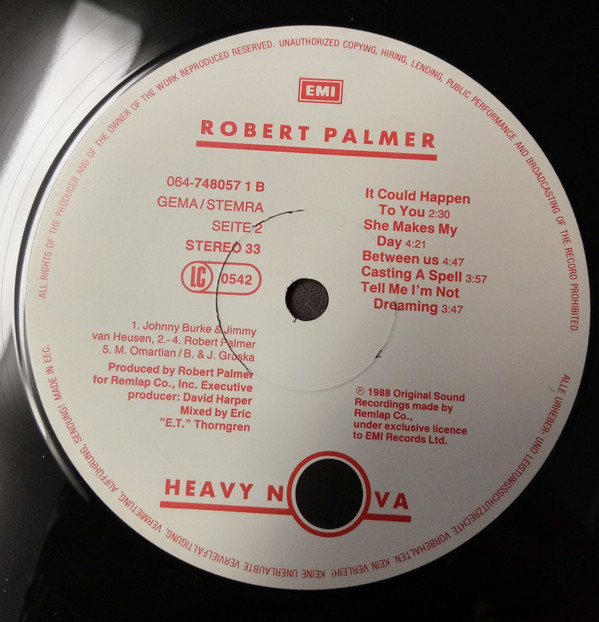 ALL RIGHTS OF THE PRODUCER AND OF THE OWNER OF THE WORK REPRODUCED RESERVED. UNAUTHORIZED COPYING, HIRING, LENDING, PUBLIC PERFORMANCE AND BROADCASTING OF THE RECORD PROHIBITED.
EMI
ROBERT PALMER
064-748057 1 B
GEMA/STEMRA
SEITE 2
STEREO 33
LC 0542
It Could Happen
To You 2:30
She Makes My
Day 4:21
Between us 4:47
Casting A Spell 3:57
Tell Me I'm Not
Dreaming 3:47
1. Johnny Burke & Jimmy
van Heusen, 2.-4. Robert Palmer
5. M. Omartian/B. & J. Gruska
Produced by Robert Palmer
for Remlap Co., Inc. Executive
producer: David Harper
Mixed by Eric
"E.T." Thorngren
℗ 1988 Original Sound
Recordings made by
Remlap Co.,
under exclusive licence
to EMI Records Ltd.
HEAVY N VA
ALLE URHEBER- UND LEISTUNGSSCHUTZRECHTE VORBEHALTEN. KEIN VERLEIH! KEINE UNERLAUBTE VERVIELFÄLTIGUNG, VERMIETUNG, AUFFÜHRUNG, SENDUNG! MADE IN EEC.